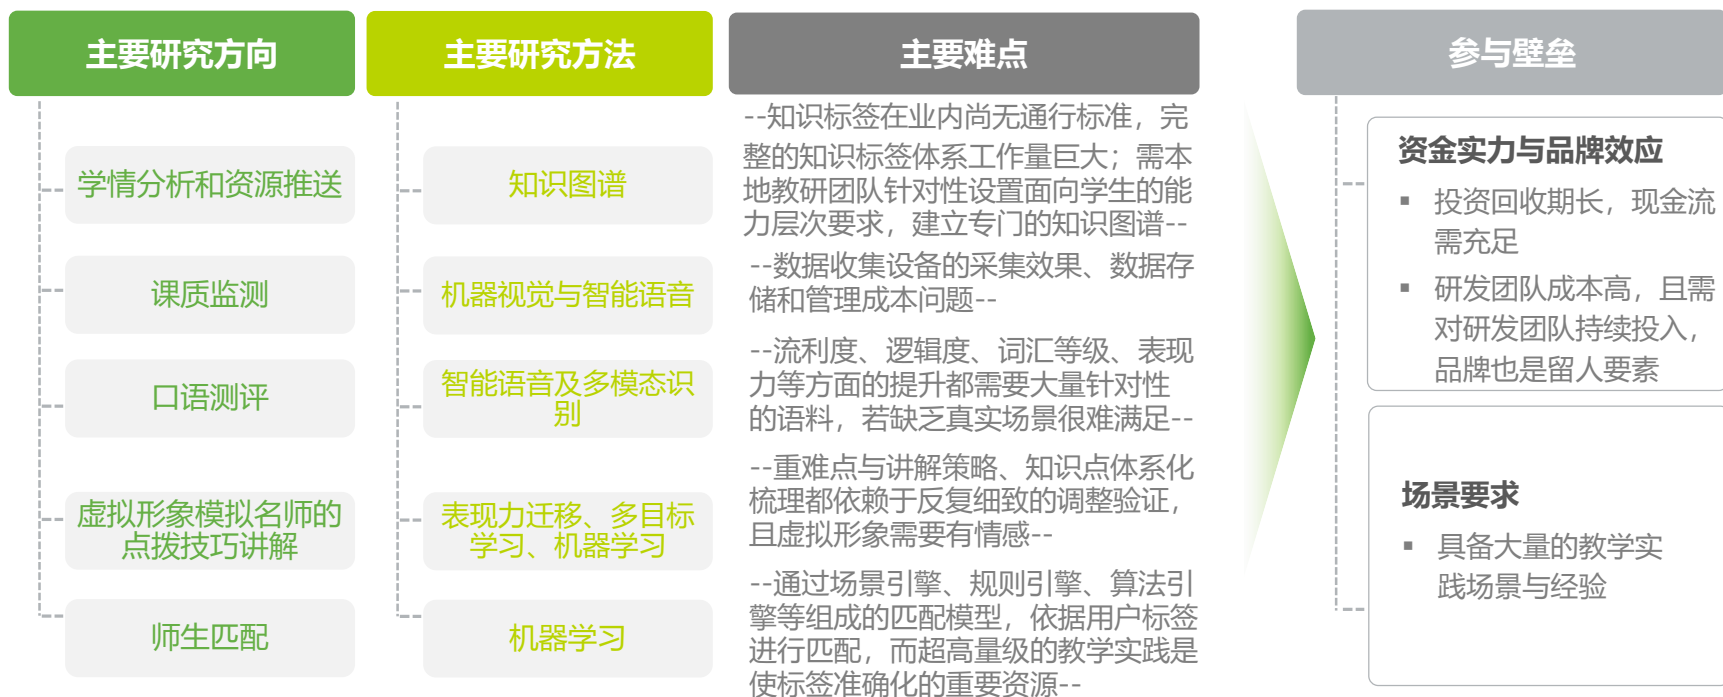 主要研究方向
主要研究方法
主要难点
参与壁垒
学情分析和资源推送
知识图谱
--知识标签在业内尚无通行标准，完
整的知识标签体系工作量巨大；需本
地教研团队针对性设置面向学生的能
力层次要求，建立专门的知识图谱--
课质监测
机器视觉与智能语音
--数据收集设备的采集效果、数据存
储和管理成本问题--
口语测评
智能语音及多模态识
别
--流利度、逻辑度、词汇等级、表现
力等方面的提升都需要大量针对性
的语料，若缺乏真实场景很难满足--
虚拟形象模拟名师的
点拨技巧讲解
表现力迁移、多目标
学习、机器学习
--重难点与讲解策略、知识点体系化
梳理都依赖于反复细致的调整验证，
且虚拟形象需要有情感--
师生匹配
机器学习
--通过场景引擎、规则引擎、算法引
擎等组成的匹配模型，依据用户标签
进行匹配，而超高量级的教学实践是
使标签准确化的重要资源--
资金实力与品牌效应
▪ 投资回收期长，现金流
需充足
▪ 研发团队成本高，且需
对研发团队持续投入，
品牌也是留人要素
场景要求
▪ 具备大量的教学实
践场景与经验